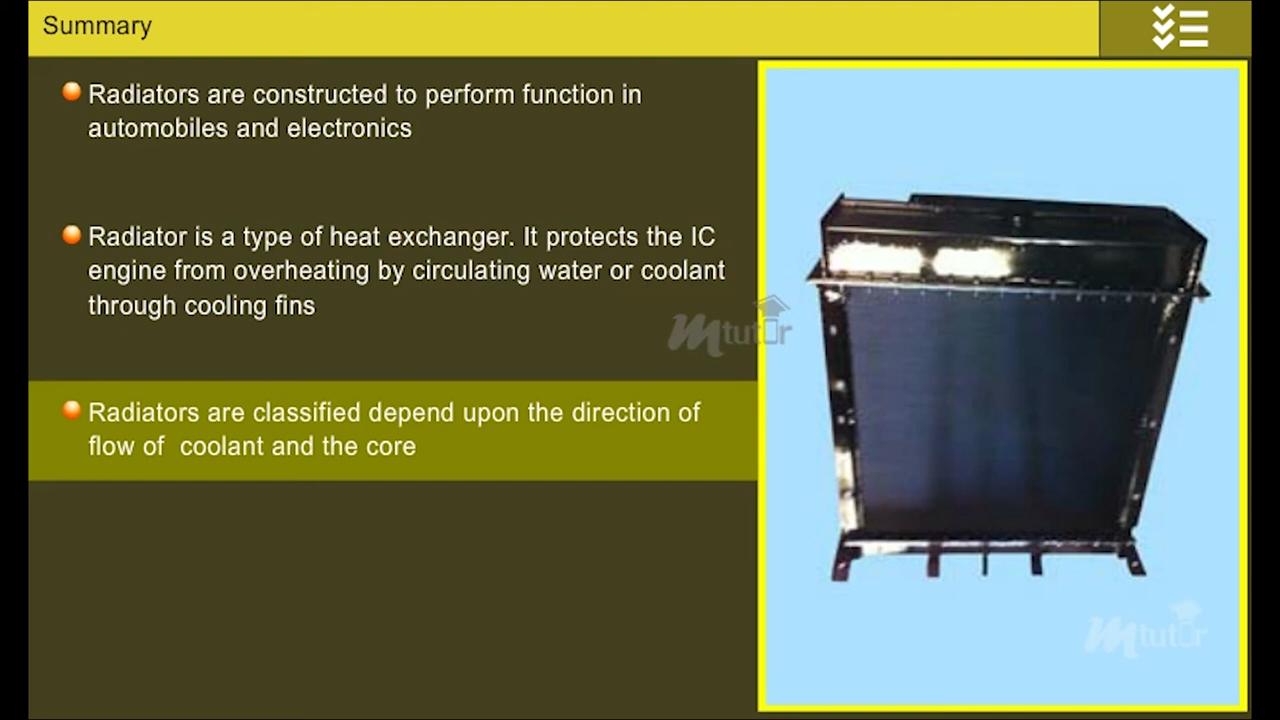 Summary
Radiators are constructed to perform function in
automobiles and electronics
Radiator is a type of heat exchanger. It protects the IC
engine from overheating by circulating water or coolant
through cooling fins
Radiators are classified depend upon the direction of
flow of  coolant and the core
mtutor
mtutor